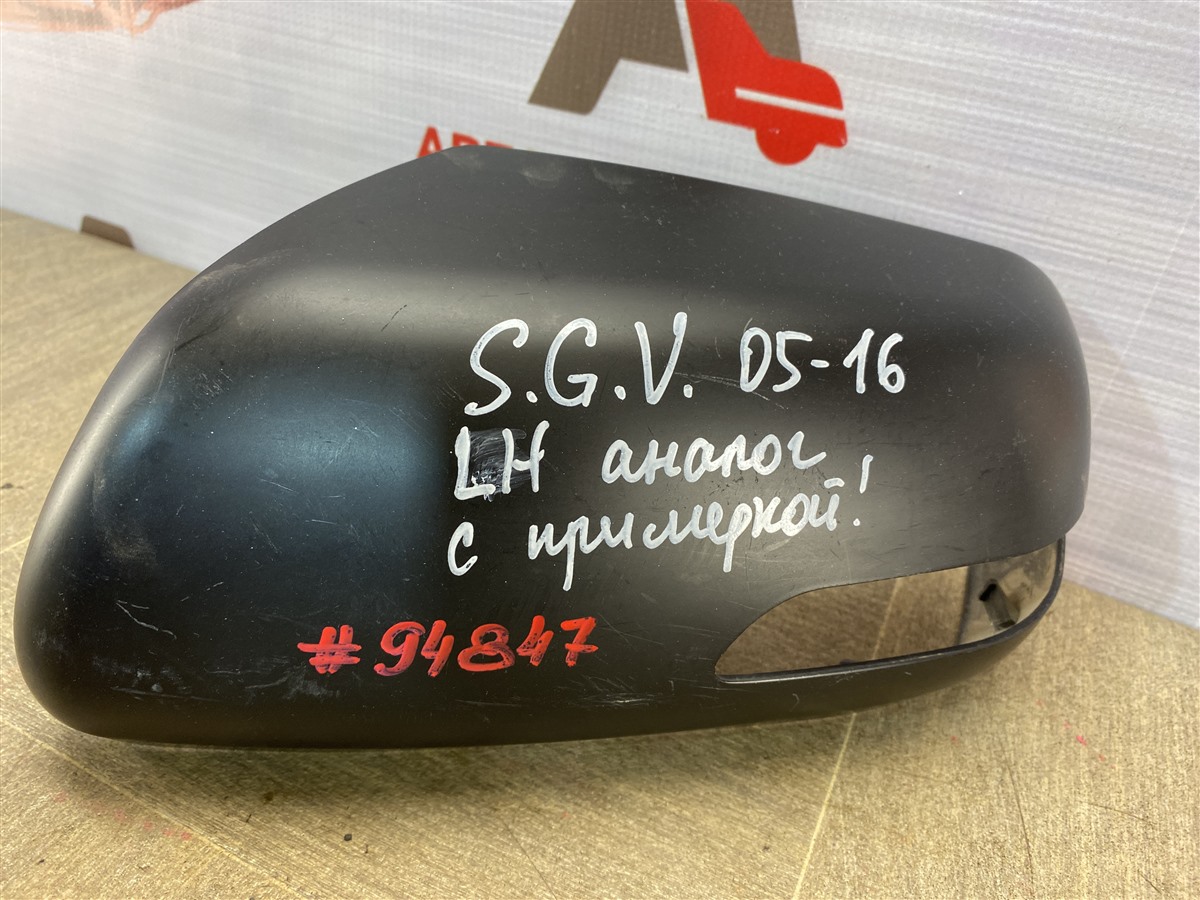 S.G.V. 05-16
LH аналог
с примеркой!
#94847